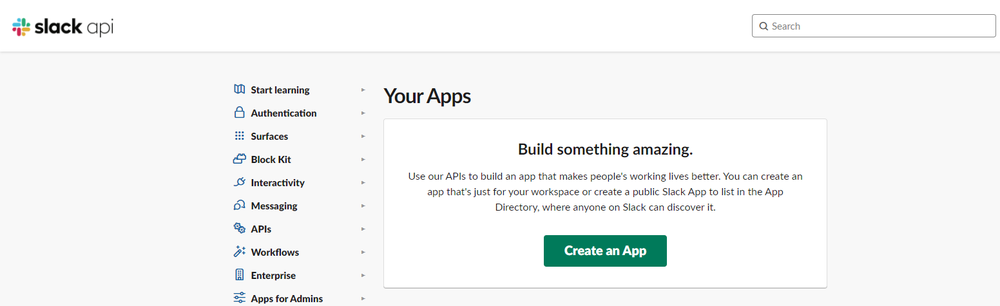 slack api
Search
Start learning
Authentication
Surfaces
Block Kit
Interactivity
Messaging
APIs
Workflows
Enterprise
Apps for Admins
Your Apps
Build something amazing.
Use our APIs to build an app that makes people's working lives better. You can create an
app that's just for your workspace or create a public Slack App to list in the App
Directory, where anyone on Slack can discover it.
Create an App